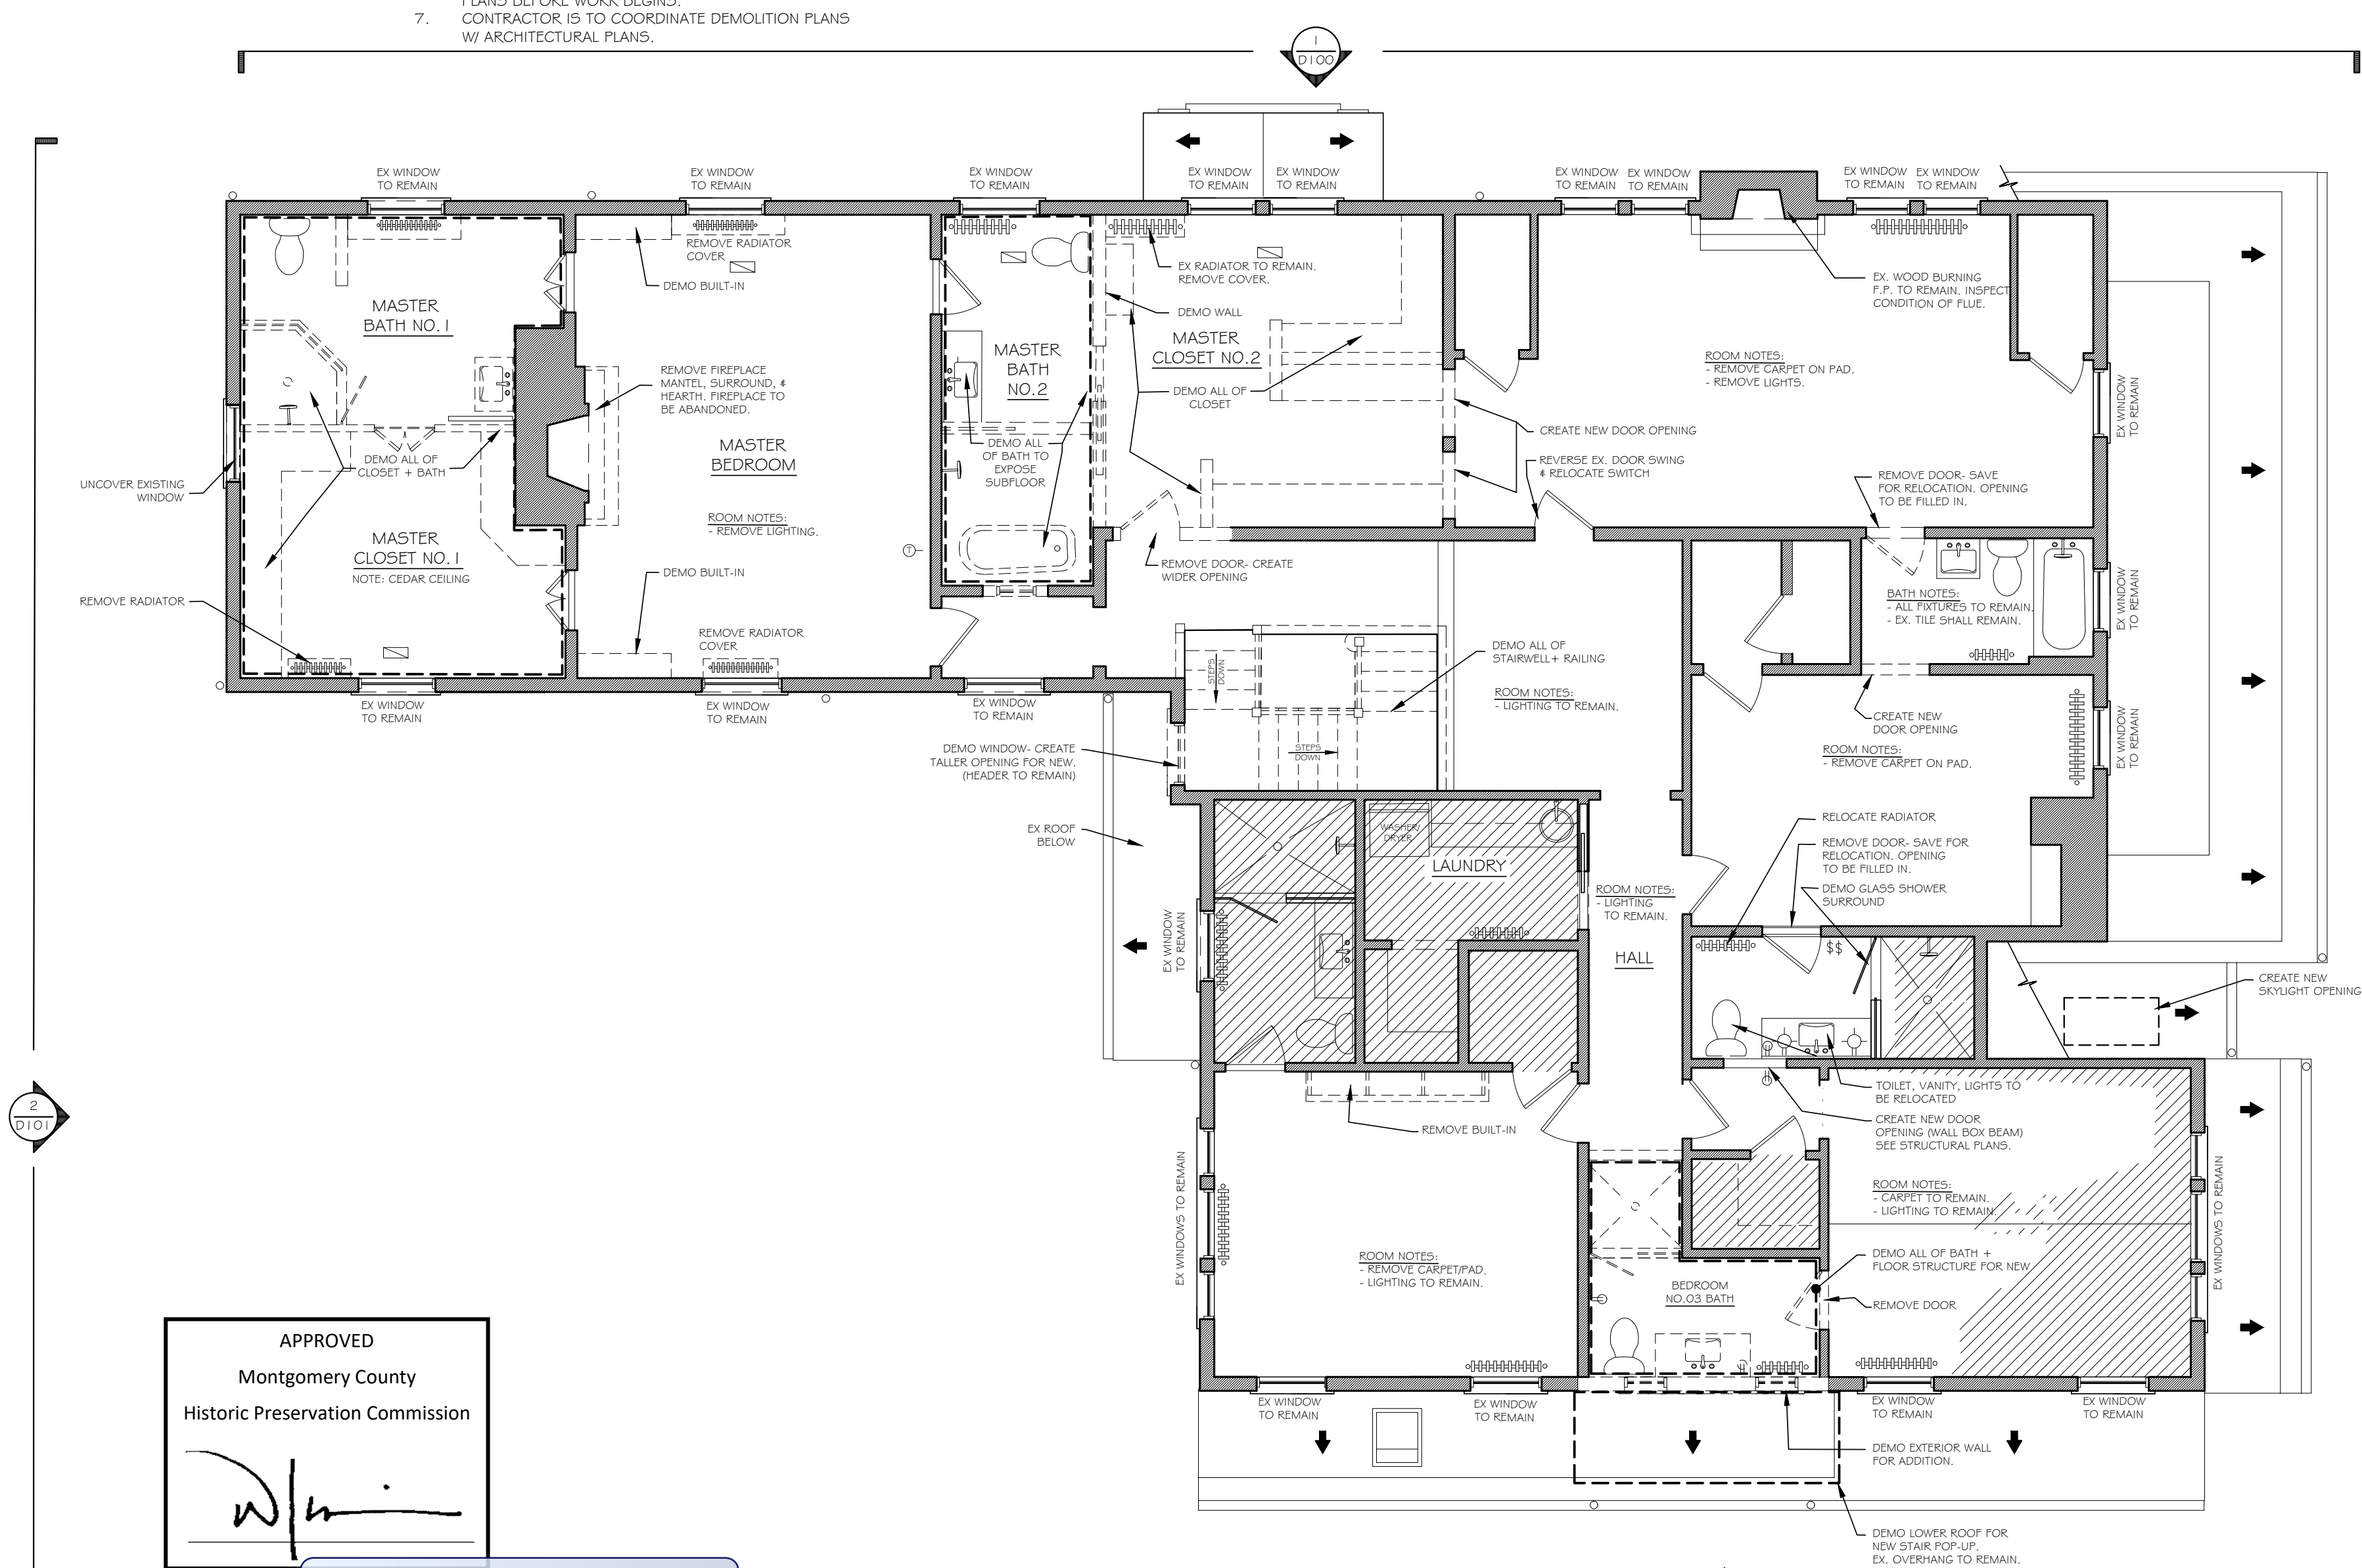 PLANS BEFORE WORK BEGINS.
7. CONTRACTOR IS TO COORDINATE DEMOLITION PLANS
W/ ARCHITECTURAL PLANS.
1
D100
EX WINDOW
TO REMAIN
EX WINDOW
TO REMAIN
EX WINDOW
TO REMAIN
EX WINDOW
TO REMAIN
EX WINDOW
TO REMAIN
EX WINDOW
TO REMAIN
EX WINDOW
TO REMAIN
EX WINDOW
TO REMAIN
EX WINDOW
TO REMAIN
REMOVE RADIATOR
COVER
DEMO BUILT-IN
MASTER
BATH NO.1
REMOVE FIREPLACE
MANTEL, SURROUND, &
HEARTH. FIREPLACE TO
BE ABANDONED.
MASTER
BEDROOM
DEMO ALL OF
CLOSET + BATH
UNCOVER EXISTING
WINDOW
ROOM NOTES:
- REMOVE LIGHTING.
MASTER
CLOSET NO.1
NOTE: CEDAR CEILING
REMOVE RADIATOR
DEMO BUILT-IN
REMOVE RADIATOR
COVER
T
EX WINDOW
TO REMAIN
EX WINDOW
TO REMAIN
EX WINDOW
TO REMAIN
MASTER
BATH
NO.2
DEMO ALL
OF BATH TO
EXPOSE
SUBFLOOR
EX RADIATOR TO REMAIN.
REMOVE COVER.
DEMO WALL
MASTER
CLOSET NO.2
DEMO ALL OF
CLOSET
REMOVE DOOR- CREATE
WIDER OPENING
EX. WOOD BURNING
F.P. TO REMAIN. INSPECT
CONDITION OF FLUE.
ROOM NOTES:
- REMOVE CARPET ON PAD.
- REMOVE LIGHTS.
CREATE NEW DOOR OPENING
REVERSE EX. DOOR SWING
& RELOCATE SWITCH
REMOVE DOOR- SAVE
FOR RELOCATION. OPENING
TO BE FILLED IN.
EX WINDOW
TO REMAIN
BATH NOTES:
- ALL FIXTURES TO REMAIN.
- EX. TILE SHALL REMAIN.
EX WINDOW
TO REMAIN
STEPS
DOWN
STEPS
DOWN
DEMO ALL OF
STAIRWELL+ RAILING
ROOM NOTES:
- LIGHTING TO REMAIN.
CREATE NEW
DOOR OPENING
ROOM NOTES:
- REMOVE CARPET ON PAD.
EX WINDOW
TO REMAIN
DEMO WINDOW- CREATE
TALLER OPENING FOR NEW.
(HEADER TO REMAIN)
EX ROOF
BELOW
WASHER/
DRYER
LAUNDRY
RELOCATE RADIATOR
REMOVE DOOR- SAVE FOR
RELOCATION. OPENING
TO BE FILLED IN.
DEMO GLASS SHOWER
SURROUND
ROOM NOTES:
- LIGHTING
TO REMAIN.
HALL
$$
EX WINDOW
TO REMAIN
CREATE NEW
SKYLIGHT OPENING
TOILET, VANITY, LIGHTS TO
BE RELOCATED
CREATE NEW DOOR
OPENING (WALL BOX BEAM)
SEE STRUCTURAL PLANS.
2
D101
REMOVE BUILT-IN
EX WINDOWS TO REMAIN
ROOM NOTES:
- CARPET TO REMAIN.
- LIGHTING TO REMAIN.
EX WINDOWS TO REMAIN
ROOM NOTES:
- REMOVE CARPET/PAD.
- LIGHTING TO REMAIN.
DEMO ALL OF BATH +
FLOOR STRUCTURE FOR NEW
BEDROOM
NO.03 BATH
REMOVE DOOR
EX WINDOW
TO REMAIN
EX WINDOW
TO REMAIN
EX WINDOW
TO REMAIN
EX WINDOW
TO REMAIN
DEMO EXTERIOR WALL
FOR ADDITION.
DEMO LOWER ROOF FOR
NEW STAIR POP-UP.
EX. OVERHANG TO REMAIN.
APPROVED
Montgomery County
Historic Preservation Commission